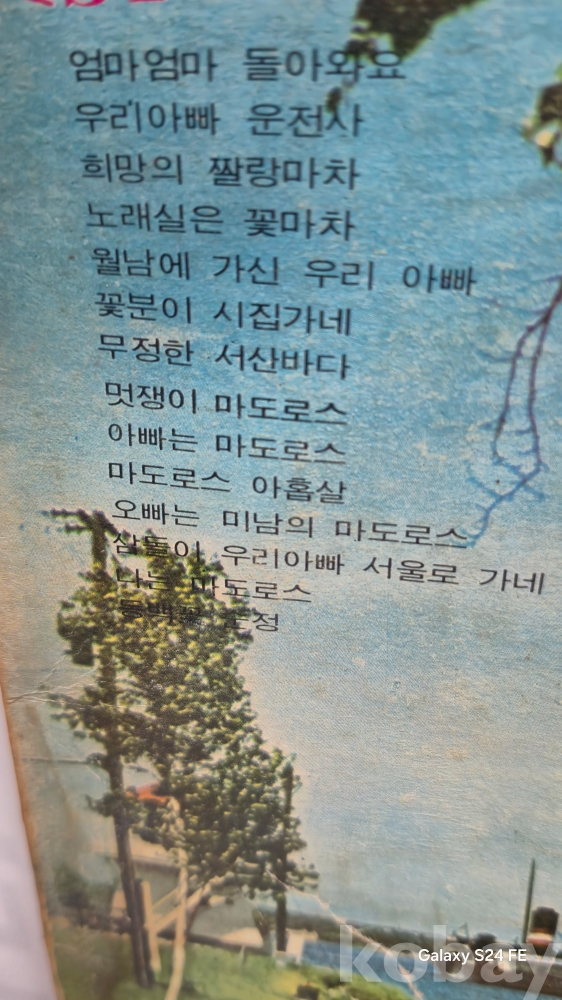 엄마엄마 돌아와요
우리아빠 운전사
희망의 짤랑마차
노래실은 꽃마차
월남에 가신 우리 아빠
꽃분이 시집가네
무정한 서산바다
멋쟁이 마도로스
아빠는 마도로스
마도로스 아홉살
오빠는 미남의 마도로스
우리아빠 서울로 가네
나는 마도로스
순정
kobay
Galaxy S24 FE